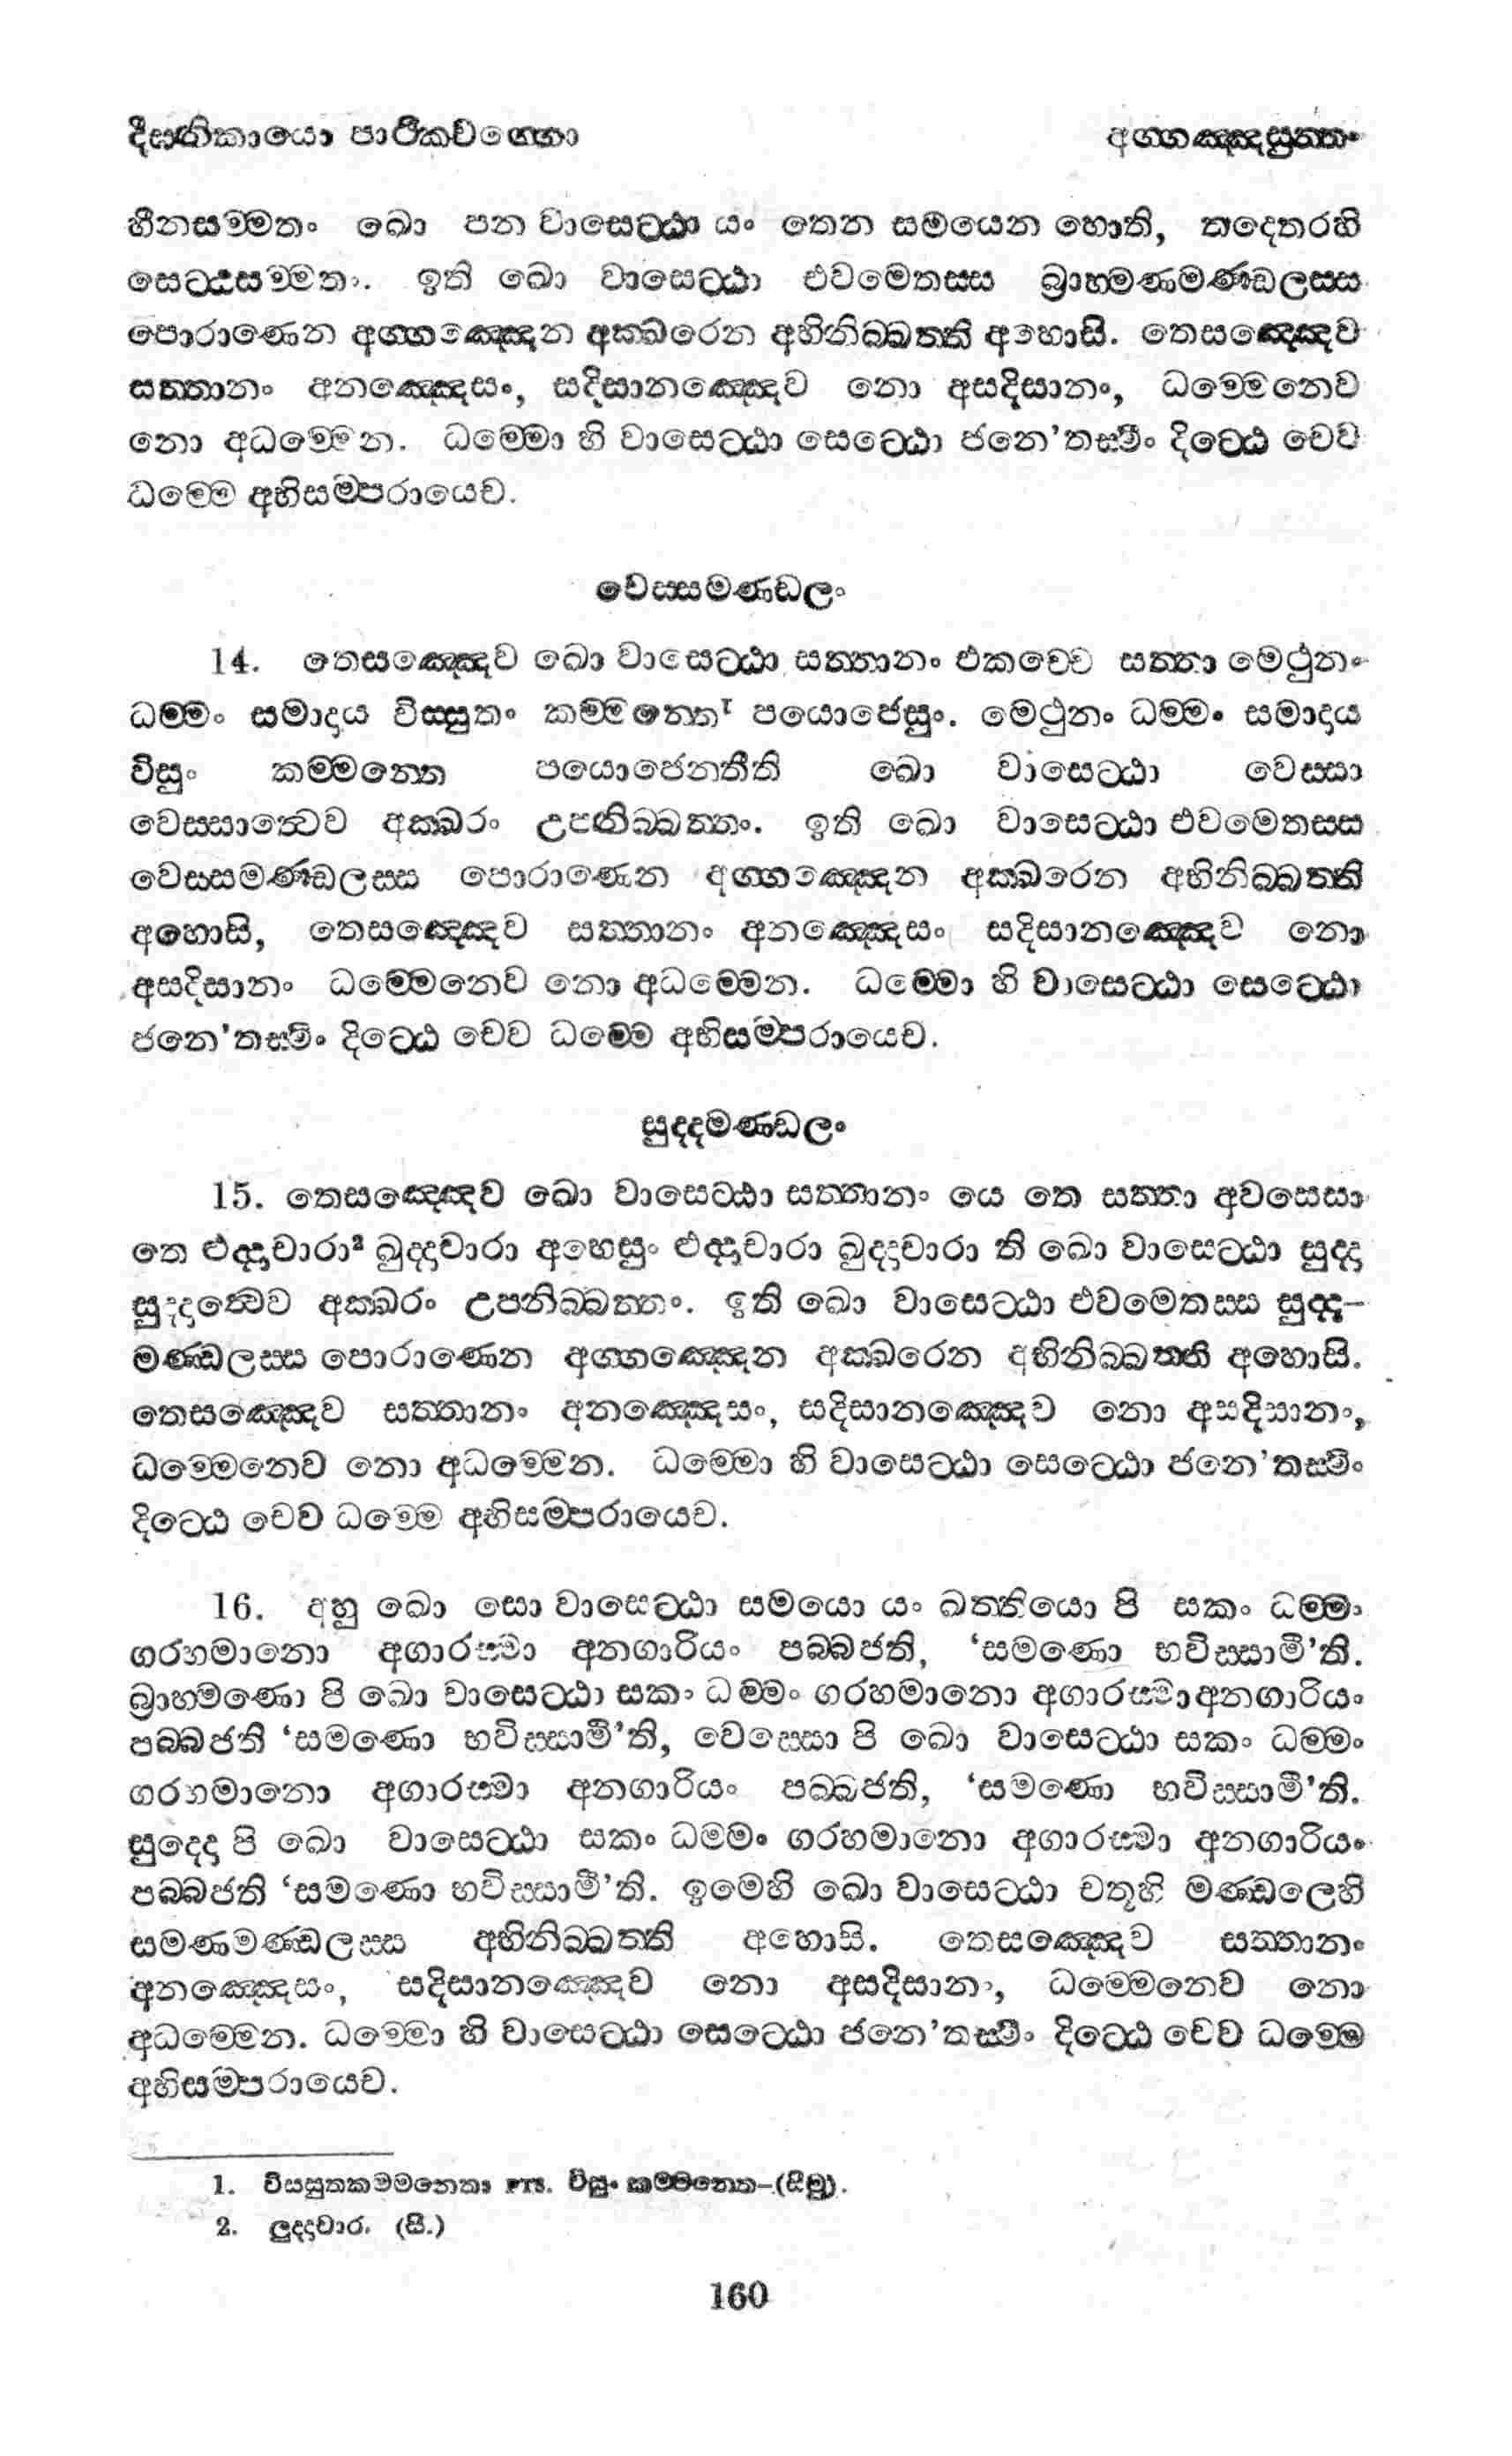 දීඝනිකායො පාථිකවග්ගො අග්ගඤ්ඤසුත්තං
හීනසම්මතං ඛො පන වාසෙට්ඨා යං තෙන සමයෙන හොති, තදෙතරහි
සෙට්ඨසම්මතං. ඉති ඛො වාසෙට්ඨා එවමෙතස්ස බ්‍රාහ්මණමණ්ඩලස්ස
පොරාණෙන අග්ගඤ්ඤෙන අක්ඛරෙන අභිනිබ්බත්ති අහොසි. තෙසඤ්ඤෙව
සත්තානං අනඤ්ඤෙසං, සදිසානඤ්ඤෙව නො අසදිසානං, ධම්මෙනෙව
නො අධම්මෙන. ධම්මො හි වාසෙට්ඨා සෙට්ඨො ජනෙ’තස්මිං දිට්ඨෙ චෙව
ධම්මෙ අභිසම්පරායෙච.
වෙස්සමණ්ඩලං
14. තෙසඤ්ඤෙව ඛො වාසෙට්ඨා සත්තානං එකච්චෙ සත්තා මෙථුනං
ධම්මං සමාදාය විස්සුතං කම්මන්තෙ¹ පයොජෙසුං. මෙථුනං ධම්මං සමාදාය
විසුං කම්මන්තෙ පයොජෙන්තීති ඛො වාසෙට්ඨා වෙස්සා
වෙස්සාත්වෙව අක්ඛරං උපනිබ්බත්තං. ඉති ඛො වාසෙට්ඨා එවමෙතස්ස
වෙස්සමණ්ඩලස්ස පොරාණෙන අග්ගඤ්ඤෙන අක්ඛරෙන අභිනිබ්බත්ති
අහොසි, තෙසඤ්ඤෙව සත්තානං අනඤ්ඤෙසං සදිසානඤ්ඤෙව නො
අසදිසානං ධම්මෙනෙව නො අධම්මෙන. ධම්මො හි වාසෙට්ඨා සෙට්ඨො
ජනෙ’තස්මිං දිට්ඨෙ චෙව ධම්මෙ අභිසම්පරායෙච.
සුද්දමණ්ඩලං
15. තෙසඤ්ඤෙව ඛො වාසෙට්ඨා සත්තානං යෙ තෙ සත්තා අවසෙසා
තෙ ළුද්දාචාරා² ඛුද්දාචාරා අහෙසුං ළුද්දාචාරා ඛුද්දාචාරා ති ඛො වාසෙට්ඨා සුද්දා
සුද්දාත්වෙව අක්ඛරං උපනිබ්බත්තං. ඉති ඛො වාසෙට්ඨා එවමෙතස්ස සුද්ද–
මණ්ඩලස්ස පොරාණෙන අග්ගඤ්ඤෙන අක්ඛරෙන අභිනිබ්බත්ති අහොසි.
තෙසඤ්ඤෙව සත්තානං අනඤ්ඤෙසං, සදිසානඤ්ඤෙව නො අසදිසානං,
ධම්මෙනෙව නො අධම්මෙන. ධම්මො හි වාසෙට්ඨා සෙට්ඨො ජනෙ’තස්මිං
දිට්ඨෙ චෙව ධම්මෙ අභිසම්පරායෙච.
16. අහු ඛො සො වාසෙට්ඨා සමයො යං ඛත්තියො පි සකං ධම්මං
ගරහමානො අගාරස්මා අනගාරියං පබ්බජති, ‘සමණො භවිස්සාමී’ති.
බ්‍රාහ්මණො පි ඛො වාසෙට්ඨා සකං ධම්මං ගරහමානො අගාරස්මා අනගාරියං
පබ්බජති ‘සමණො භවිස්සාමී’ති, වෙස්සො පි ඛො වාසෙට්ඨා සකං ධම්මං
ගරහමානො අගාරස්මා අනගාරියං පබ්බජති, ‘සමණො භවිස්සාමී’ති.
සුද්දො පි ඛො වාසෙට්ඨා සකං ධම්මං ගරහමානො අගාරස්මා අනගාරියං
පබ්බජති ‘සමණො භවිස්සාමී’ති. ඉමෙහි ඛො වාසෙට්ඨා චතූහි මණ්ඩලෙහි
සමණමණ්ඩලස්ස අභිනිබ්බත්ති අහොසි. තෙසඤ්ඤෙව සත්තානං
අනඤ්ඤෙසං, සදිසානඤ්ඤෙව නො අසදිසානං, ධම්මෙනෙව නො
අධම්මෙන. ධම්මො හි වාසෙට්ඨා සෙට්ඨො ජනෙ’තස්මිං දිට්ඨෙ චෙව ධම්මෙ
අභිසම්පරායෙච.
1. විස්සුතකම්මන්තෙ PTS. විසුං කම්මන්තෙ–(සීමු).
2. ලුද්දාචාරා (සී.)
160